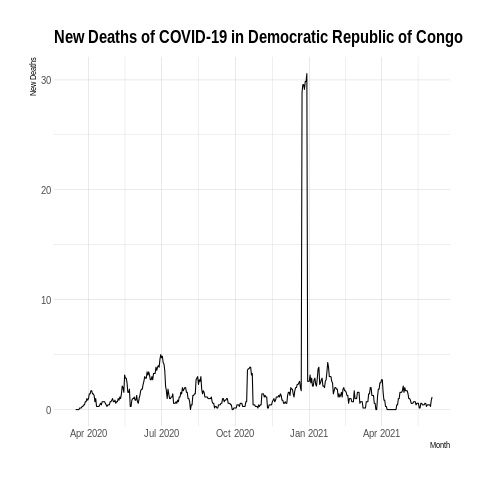 New Deaths of COVID-19 in Democratic Republic of Congo
New Deaths
30
20
10
0
Apr 2020 Jul 2020 Oct 2020 Jan 2021 Apr 2021
Month